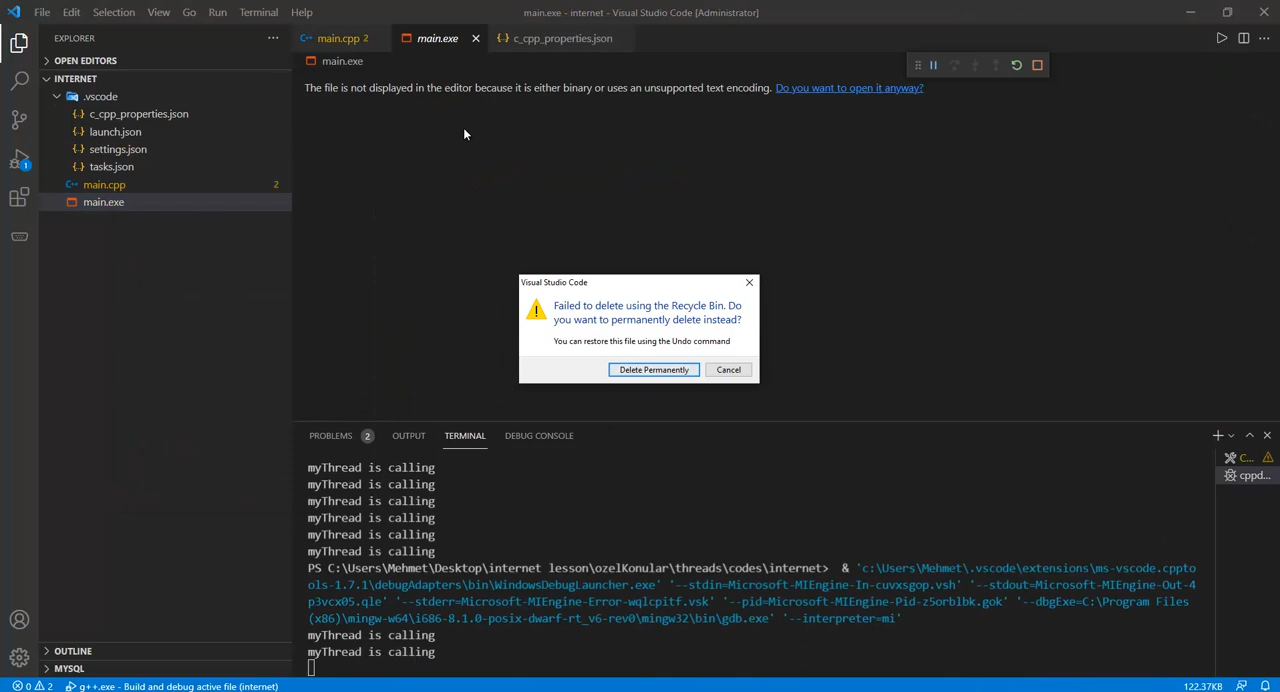 File Edit Selection View Go Run Terminal Help
main.exe - internet - Visual Studio Code [Administrator]
EXPLORER
OPEN EDITORS
INTERNET
.vscode
c_cpp_properties.json
launch.json
settings.json
tasks.json
main.cpp 2
main.exe
OUTLINE
MYSQL
1
main.cpp 2
main.exe
c_cpp_properties.json
main.exe
The file is not displayed in the editor because it is either binary or uses an unsupported text encoding. Do you want to open it anyway?
Visual Studio Code
Failed to delete using the Recycle Bin. Do
you want to permanently delete instead?
You can restore this file using the Undo command
Delete Permanently Cancel
PROBLEMS 2 OUTPUT TERMINAL DEBUG CONSOLE
myThread is calling
myThread is calling
myThread is calling
myThread is calling
myThread is calling
myThread is calling
PS C:\Users\Mehmet\Desktop\internet lesson\ozelKonular\threads\codes\internet> & 'c:\Users\Mehmet\.vscode\extensions\ms-vscode.cppto
ols-1.7.1\debugAdapters\bin\WindowsDebugLauncher.exe' '--stdin=Microsoft-MIEngine-In-cuvxsgop.vsh' '--stdout=Microsoft-MIEngine-Out-4
p3vcx05.qle' '--stderr=Microsoft-MIEngine-Error-wqlcpitf.vsk' '--pid=Microsoft-MIEngine-Pid-z5orblbk.gok' '--dbgExe=C:\Program Files
(x86)\mingw-w64\i686-8.1.0-posix-dwarf-rt_v6-rev0\mingw32\bin\gdb.exe' '--interpreter=mi'
myThread is calling
myThread is calling
C...
cppd...
0 2 g++.exe - Build and debug active file (internet)
122.37KB